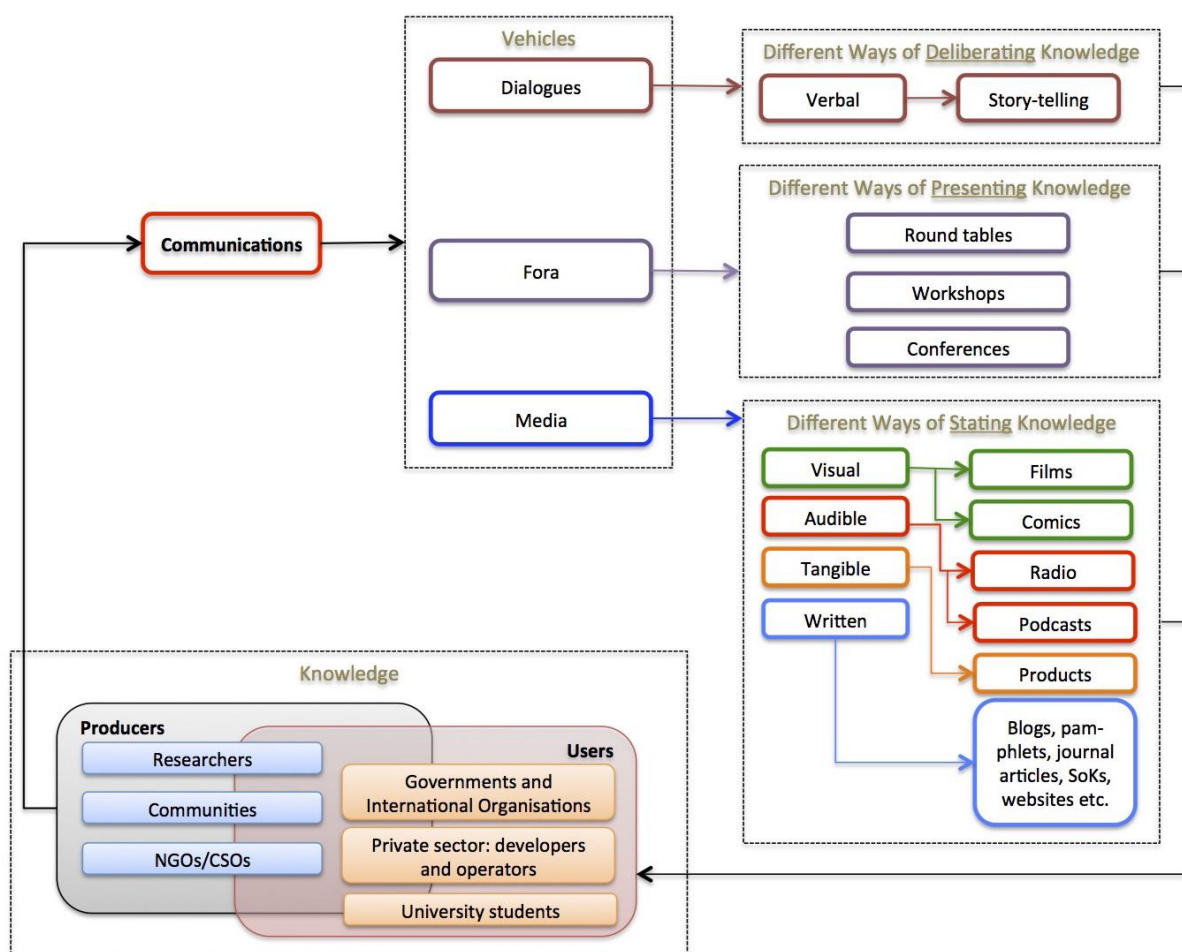 Vehicles
Dialogues
Fora
Media
Communications
Different Ways of Deliberating Knowledge
Verbal
Story-telling
Different Ways of Presenting Knowledge
Round tables
Workshops
Conferences
Different Ways of Stating Knowledge
Visual
Films
Comics
Audible
Radio
Tangible
Podcasts
Written
Products
Blogs, pam-
phlets, journal
articles, SoKs,
websites etc.
Knowledge
Producers
Researchers
Communities
NGOs/CSOs
Users
Governments and
International Organisations
Private sector: developers
and operators
University students